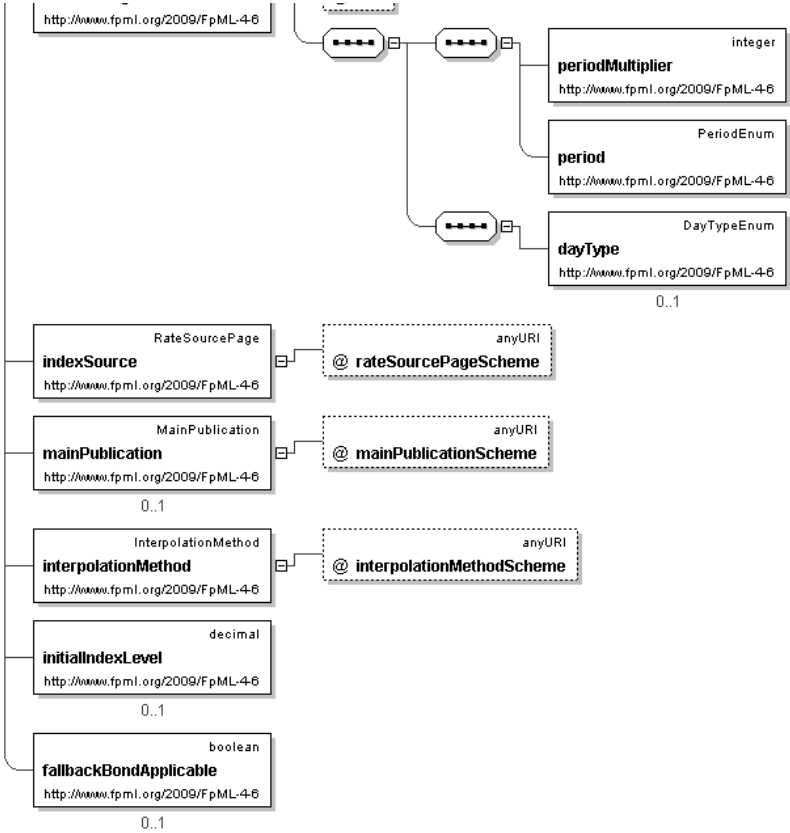 http://www.fpml.org/2009/FpML-4-6
integer
periodMultiplier
http://www.fpml.org/2009/FpML-4-6
PeriodEnum
period
http://www.fpml.org/2009/FpML-4-6
DayTypeEnum
dayType
http://www.fpml.org/2009/FpML-4-6
0..1
RateSourcePage
indexSource
http://www.fpml.org/2009/FpML-4-6
anyURI
@ rateSourcePageScheme
MainPublication
mainPublication
http://www.fpml.org/2009/FpML-4-6
0..1
anyURI
@ mainPublicationScheme
InterpolationMethod
interpolationMethod
http://www.fpml.org/2009/FpML-4-6
anyURI
@ interpolationMethodScheme
decimal
initialIndexLevel
http://www.fpml.org/2009/FpML-4-6
0..1
boolean
fallbackBondApplicable
http://www.fpml.org/2009/FpML-4-6
0..1